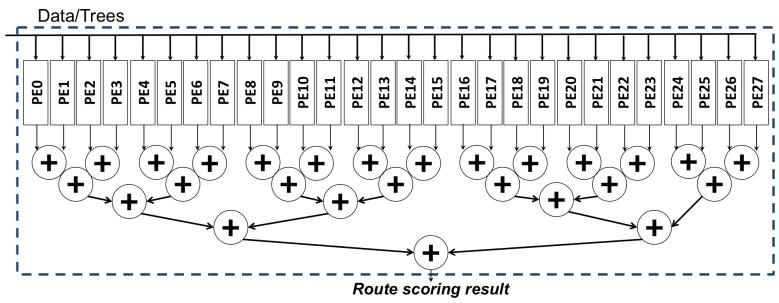 Data/Trees
PE0 PE1 PE2 PE3 PE4 PE5 PE6 PE7 PE8 PE9 PE10 PE11 PE12 PE13 PE14 PE15 PE16 PE17 PE18 PE19 PE20 PE21 PE22 PE23 PE24 PE25 PE26 PE27
+ + + + + + + + + + + + + +
+ + + + + + +
+ + +
+ +
+
Route scoring result